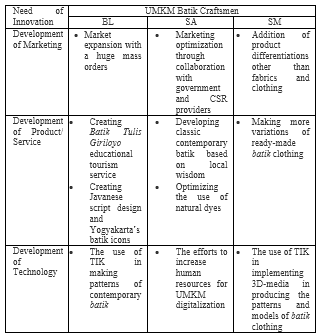 Need of Innovation
UMKM Batik Craftsmen
BL
SA
SM
Development
of Marketing
• Market
expansion with
a huge mass
orders
• Marketing
optimization
through
collaboration
with
government
and CSR
providers
• Addition of
product
differentiations
other than
fabrics and
clothing
Development
of Product/
Service
• Creating
Batik Tulis
Giriloyo
educational
tourism
service
• Creating
Javanese
script design
and
Yogyakarta's
batik icons
• Developing
classic
contemporary
batik based
on local
wisdom
• Optimizing
the use of
natural dyes
• Making more
variations of
ready-made
batik clothing
Development
of
Technology
• The use of
TIK in
making
patterns of
contemporary
batik
• The efforts to
increase
human
resources for
UMKM
digitalization
• The use of TIK
in
implementing
3D-media in
producing the
patterns and
models of batik
clothing